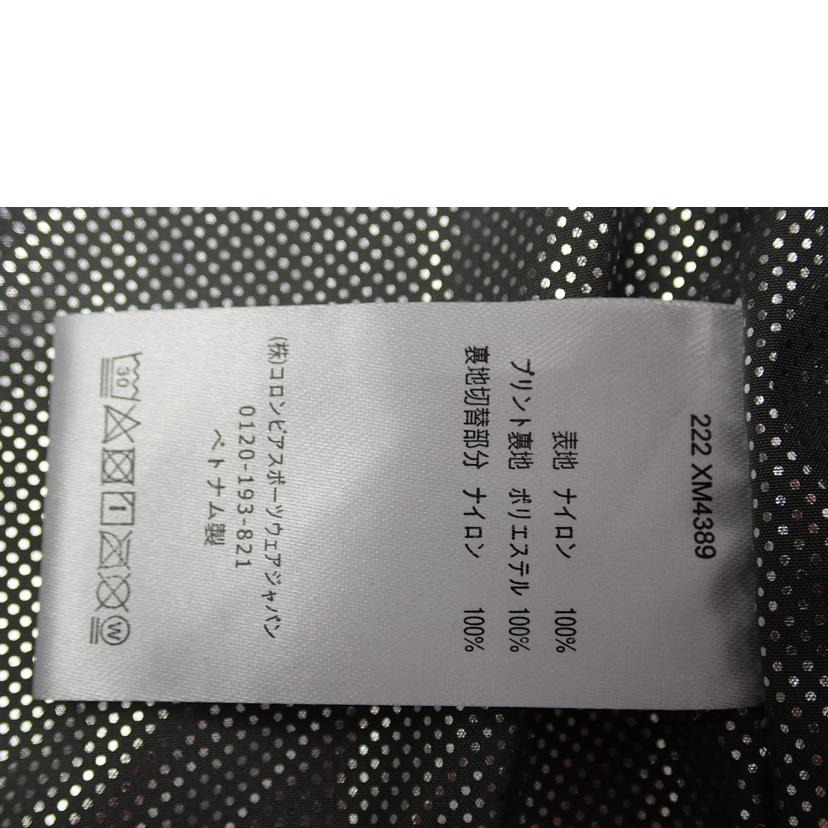 222 XM4389
表地 ナイロン 100%
プリント裏地 ポリエステル 100%
裏地切替部分 ナイロン 100%
(株)コロンビアスポーツウェアジャパン
0120-193-821
ベトナム製
30
W